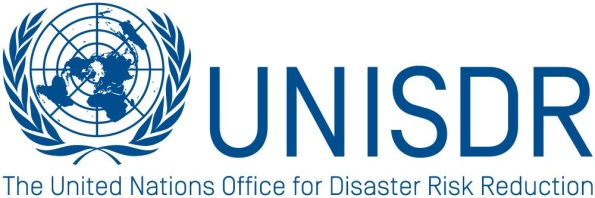 UNISDR
The United Nations Office for Disaster Risk Reduction